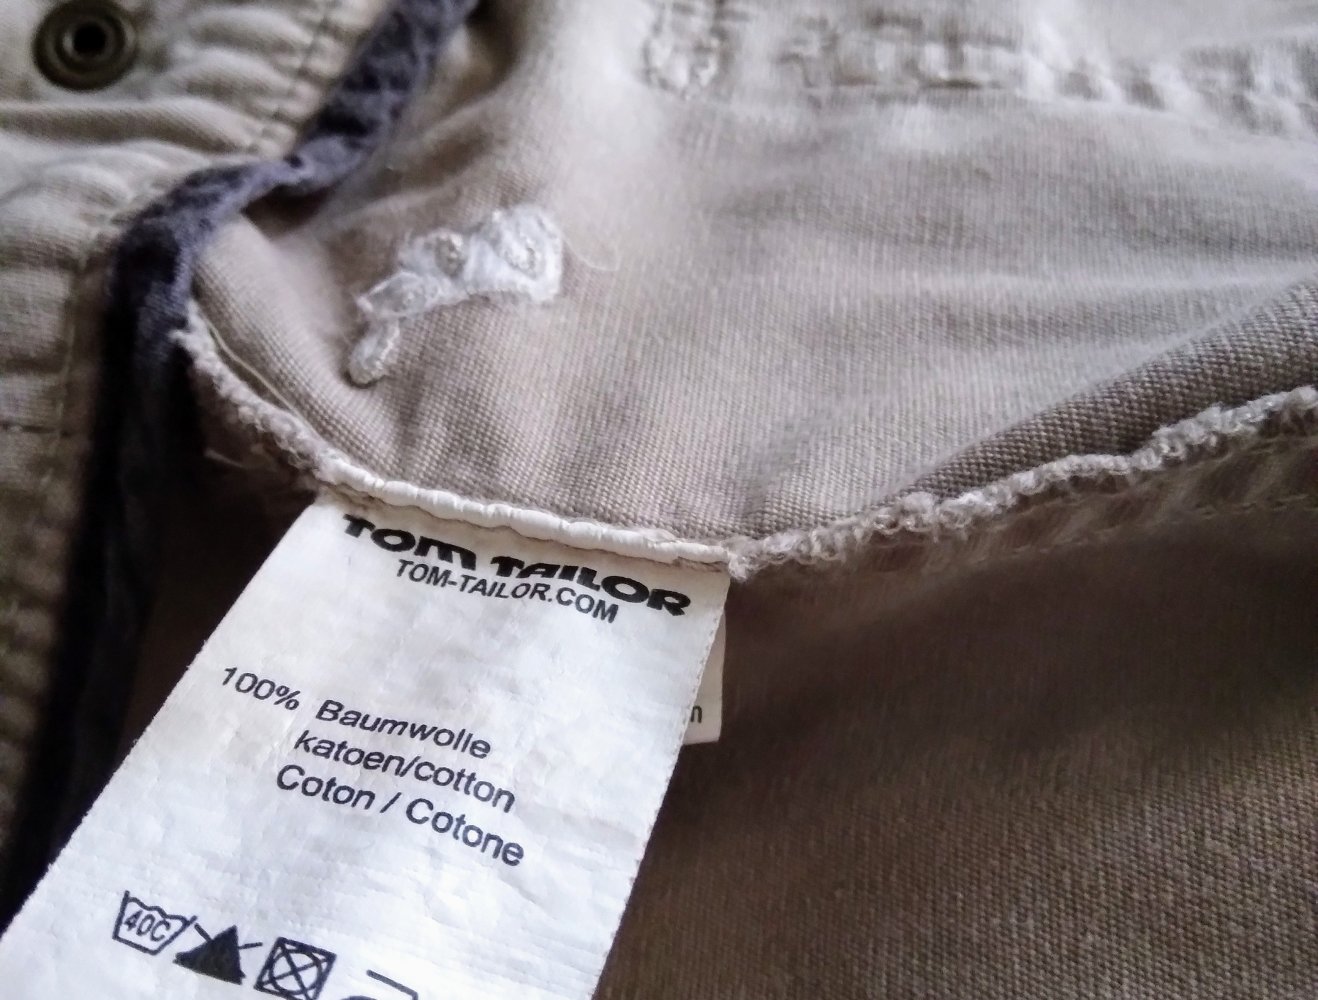 TOM TAILOR
TOM-TAILOR.COM
100% Baumwolle
katoen/cotton
Coton / Cotone
40C